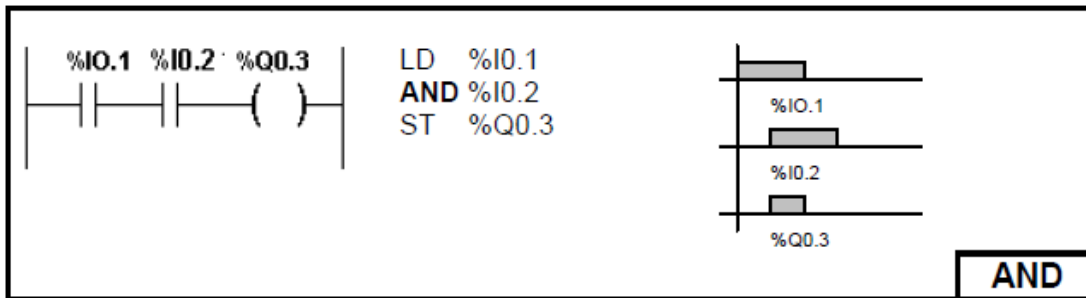 %IO.1 %I0.2 %Q0.3
LD %I0.1
AND %I0.2
ST %Q0.3
%IO.1
%I0.2
%Q0.3
AND